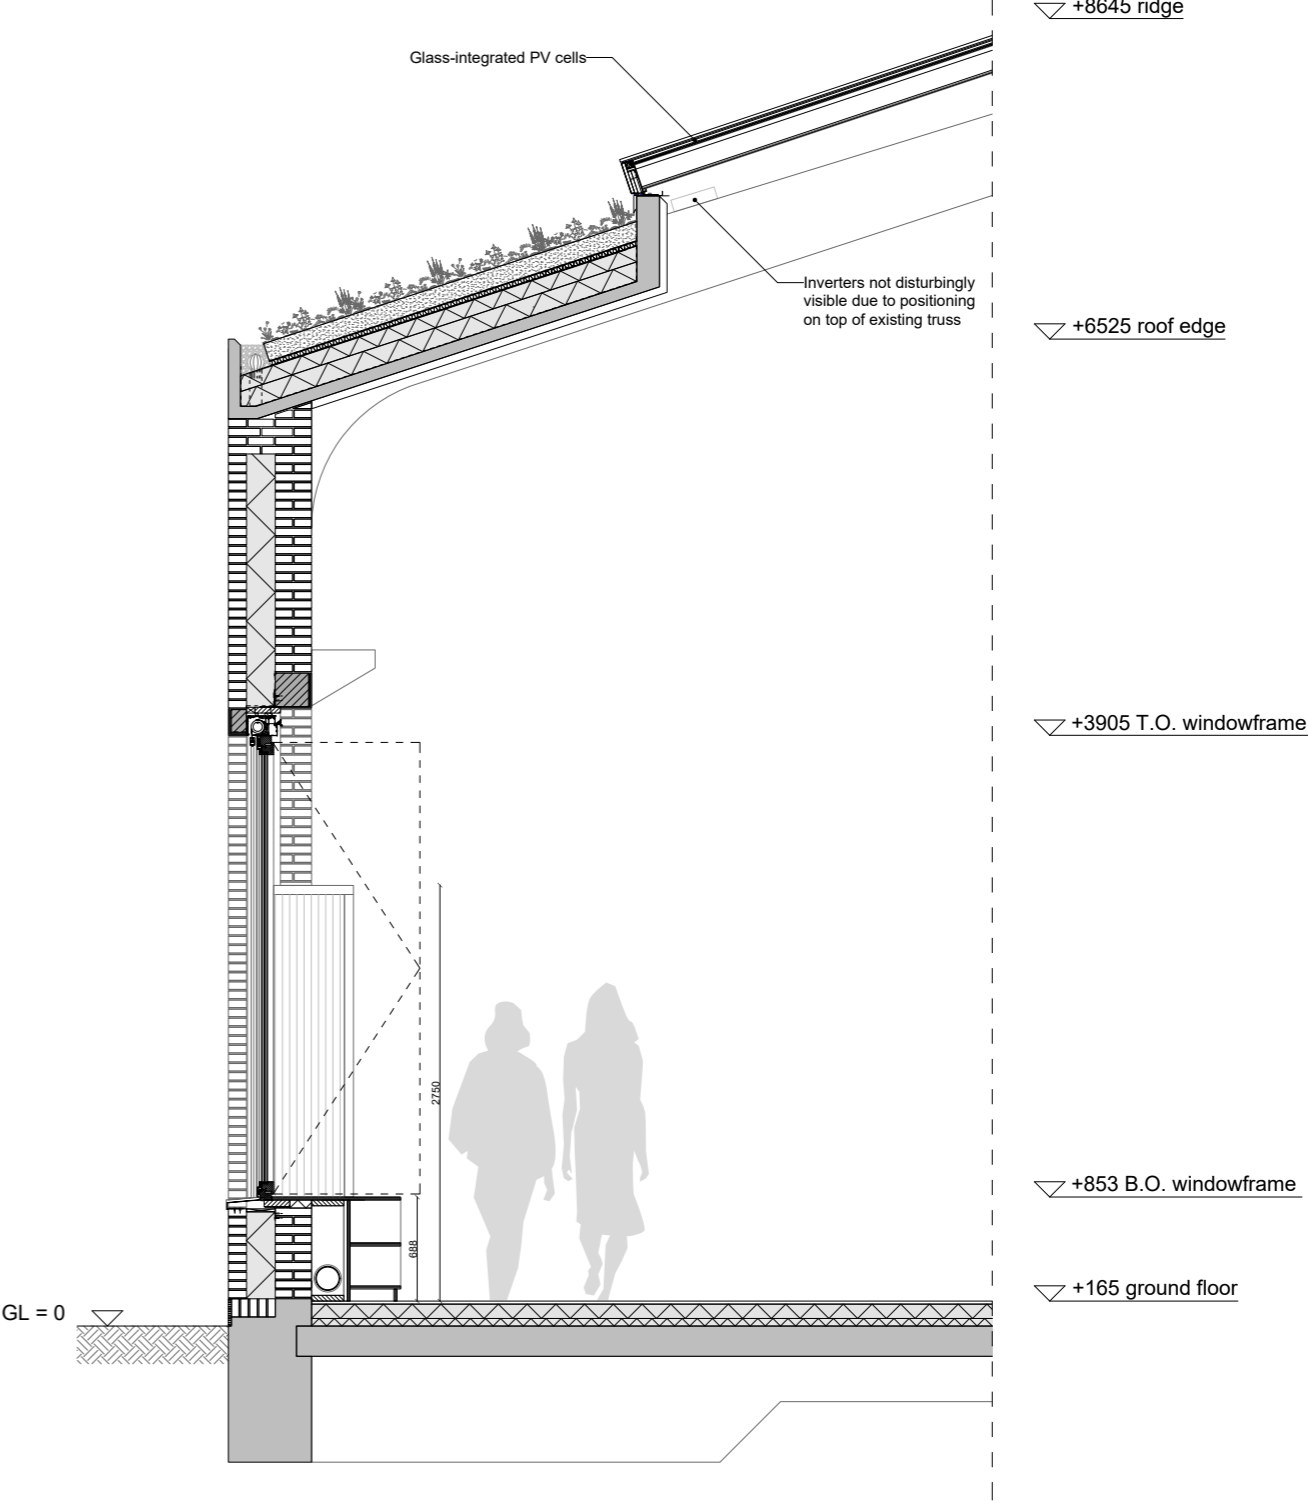 +8645 ridge
Glass-integrated PV cells
Inverters not disturbingly
visible due to positioning
on top of existing truss
+6525 roof edge
+3905 T.O. windowframe
2750
+853 B.O. windowframe
688
+165 ground floor
GL = 0